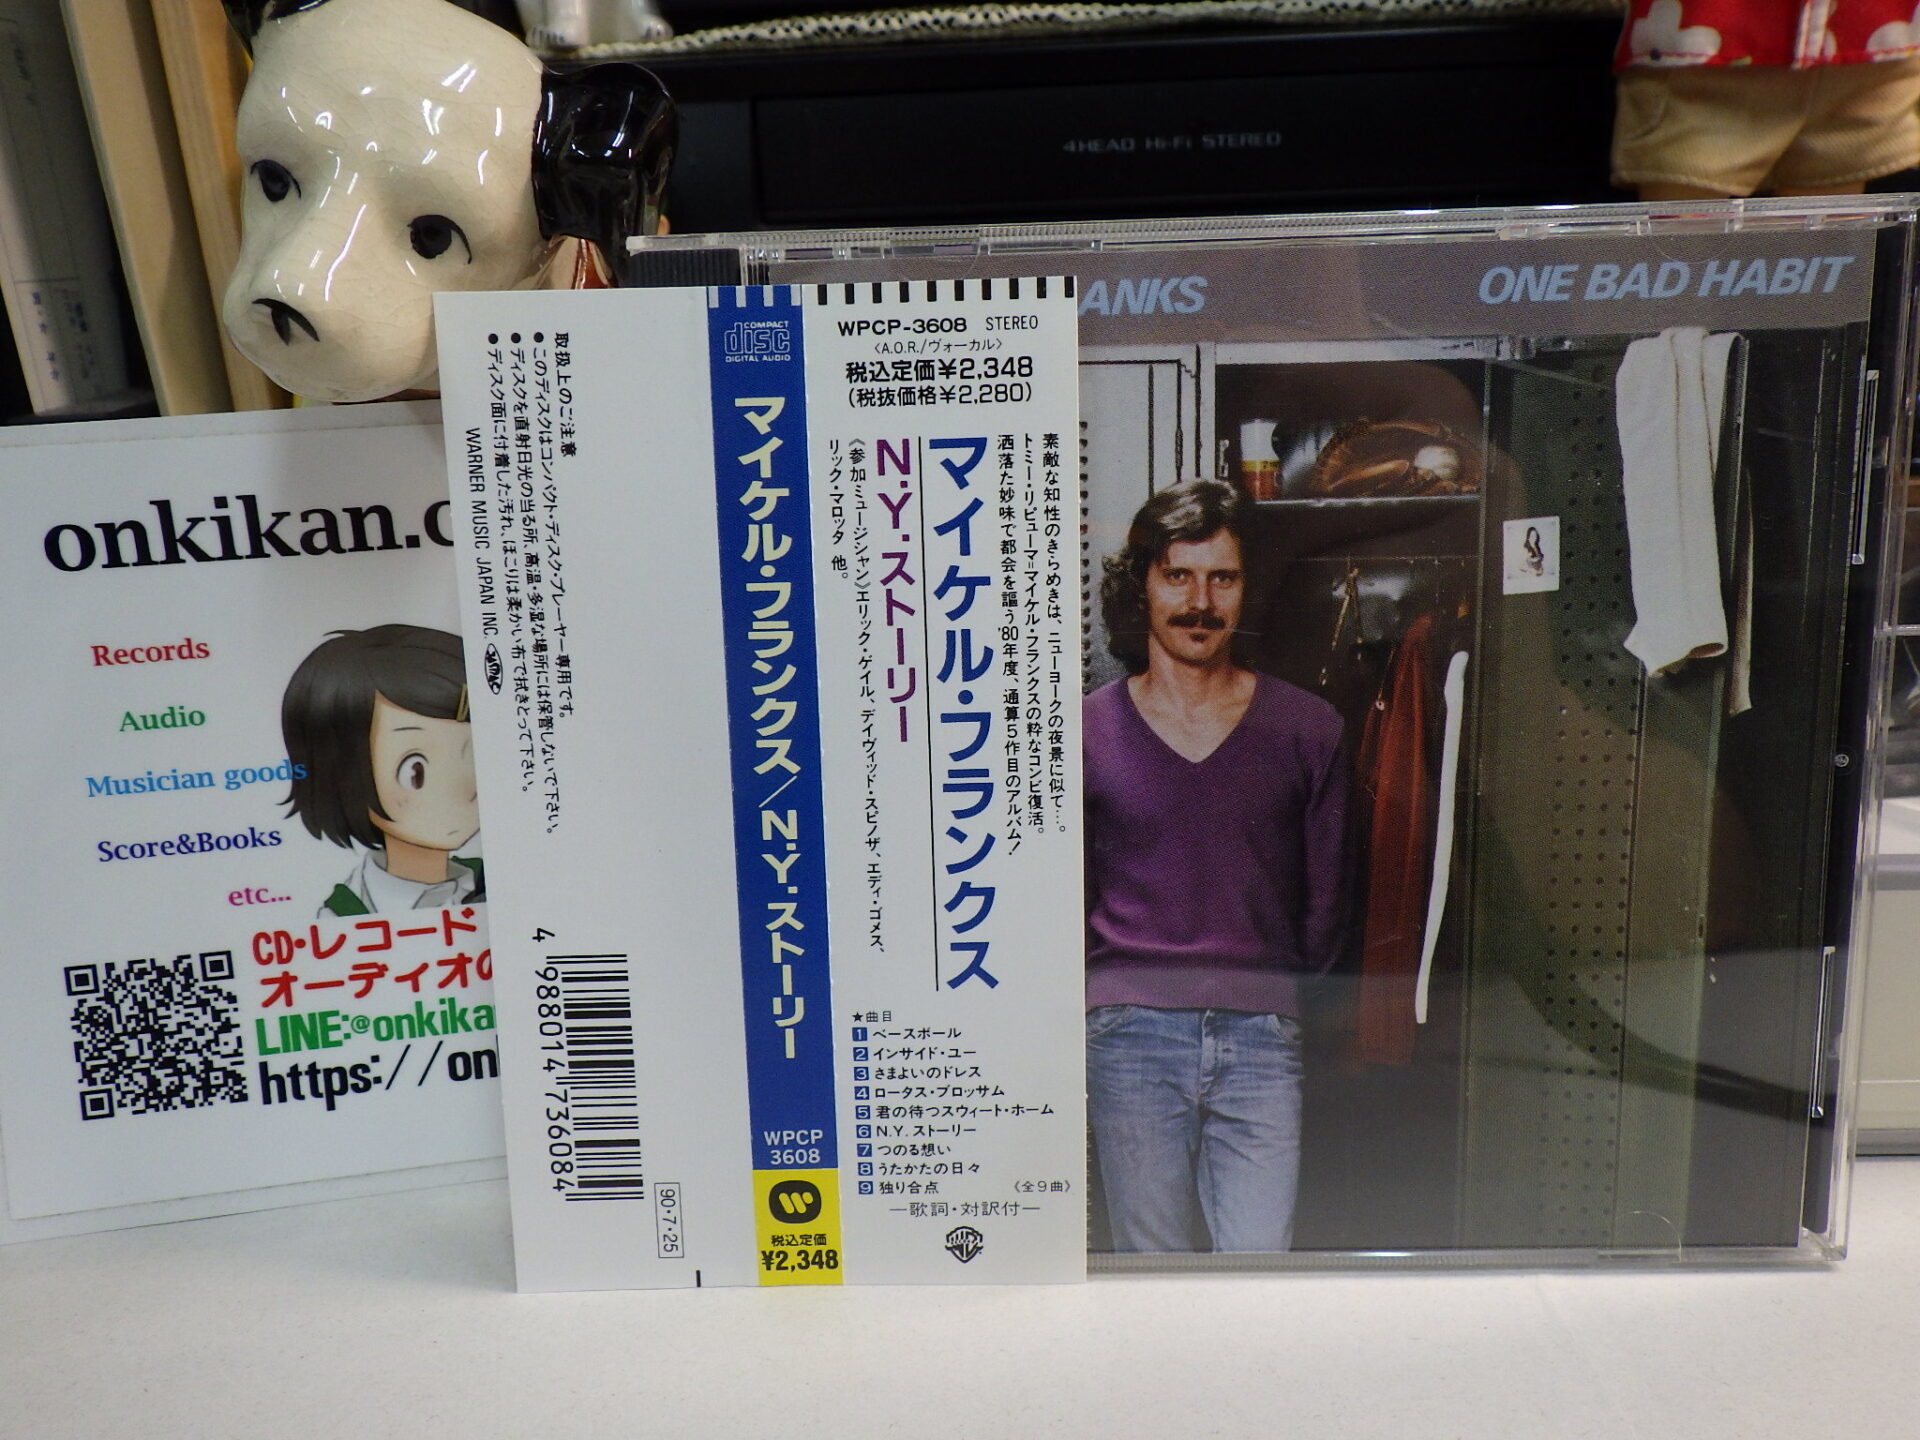 4HEAD Hi-Fi STEREO
onkikan.c
Records
Audio
Musician goods
Score&Books
etc...
CD・レコード
オーディオの
LINE:@onkika
https://on
取扱上のご注意
●このディスクはコンパクト・ディスク・プレーヤー専用です。
●ディスクを直射日光の当る所、高温・多湿な場所には保管しないで下さい。
●ディスク面に付着した汚れ、ほこりは柔かい布で拭きとって下さい。
WARNER MUSIC JAPAN INC.
4 988014 736084
90・7・25
COMPACT
disc
DIGITAL AUDIO
マイケル・フランクス/N.Y.ストーリー
WPCP
3608
税込定価
¥2,348
WPCP-3608 STEREO
〈A.O.R./ヴォーカル〉
税込定価¥2,348
(税抜価格¥2,280)
素敵な知性のきらめきは、ニューヨークの夜景に似て…。
トミー・リピューマ=マイケル・フランクスの粋なコンビ復活。
洒落た妙味で都会を謳う'80年度、通算5作目のアルバム!
マイケル・フランクス
N.Y.ストーリー
《参加ミュージシャン》エリック・ゲイル、デイヴィッド・スピノザ、エディ・ゴメス、
リック・マロッタ 他。
★曲目
1 ベースボール
2 インサイド・ユー
3 さまよいのドレス
4 ロータス・ブロッサム
5 君の待つスウィート・ホーム
6 N.Y.ストーリー
7 つのる想い
8 うたかたの日々
9 独り合点 《全9曲》
—歌詞・対訳付—
ANKS
ONE BAD HABIT